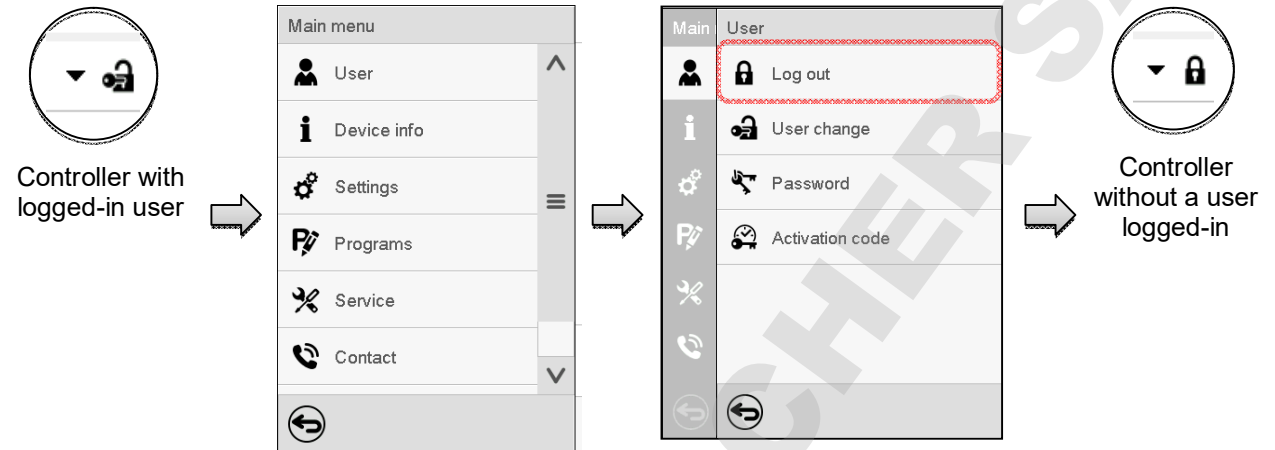 Controller with
logged-in user
Main menu
User
Device info
Settings
Programs
Service
Contact
Main
User
Log out
User change
Password
Activation code
Controller
without a user
logged-in